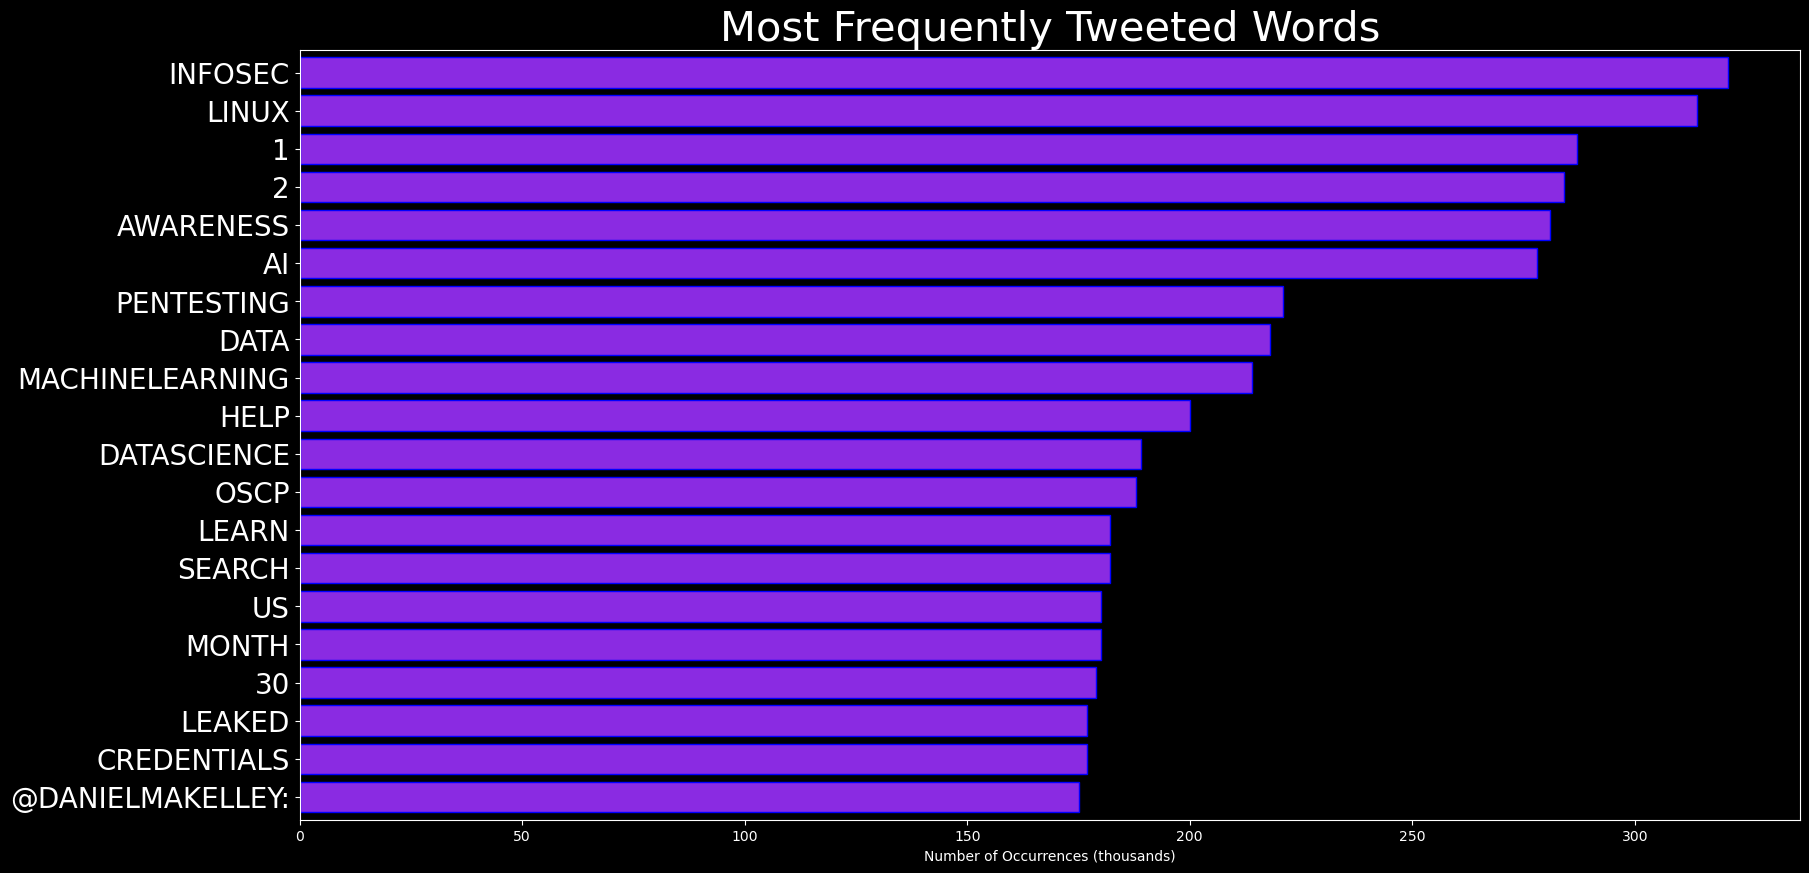 Most Frequently Tweeted Words
INFOSEC
LINUX
1
2
AWARENESS
AI
PENTESTING
DATA
MACHINELEARNING
HELP
DATASCIENCE
OSCP
LEARN
SEARCH
US
MONTH
30
LEAKED
CREDENTIALS
@DANIELMAKELLEY:
0 50 100 150 200 250 300
Number of Occurrences (thousands)